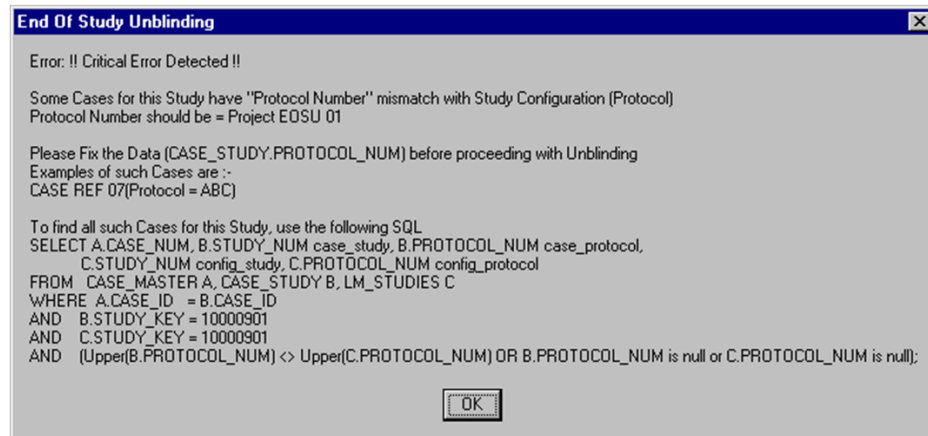 End Of Study Unblinding
Error: !! Critical Error Detected !!
Some Cases for this Study have "Protocol Number" mismatch with Study Configuration (Protocol)
Protocol Number should be = Project EOSU 01
Please Fix the Data (CASE_STUDY.PROTOCOL_NUM) before proceeding with Unblinding
Examples of such Cases are :-
CASE REF 07(Protocol = ABC)
To find all such Cases for this Study, use the following SQL
SELECT A.CASE_NUM, B.STUDY_NUM case_study, B.PROTOCOL_NUM case_protocol,
C.STUDY_NUM config_study, C.PROTOCOL_NUM config_protocol
FROM CASE_MASTER A, CASE_STUDY B, LM_STUDIES C
WHERE A.CASE_ID = B.CASE_ID
AND B.STUDY_KEY = 10000901
AND C.STUDY_KEY = 10000901
AND (Upper(B.PROTOCOL_NUM) <> Upper(C.PROTOCOL_NUM) OR B.PROTOCOL_NUM is null or C.PROTOCOL_NUM is null);
OK